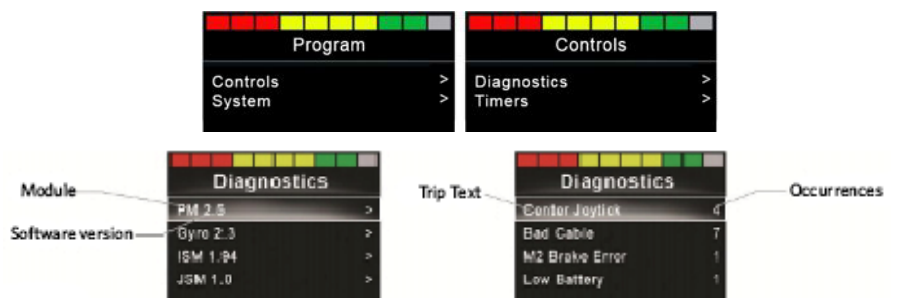 Program
Controls >
System >
Controls
Diagnostics >
Timers >
Module
Software version
Diagnostics
PM 2.5 >
Gyro 2.3 >
ISM 1.94 >
JSM 1.0 >
Trip Text
Occurrences
Diagnostics
Center Joytick 4
Bad Cable 7
M2 Brake Error 1
Low Battery 1